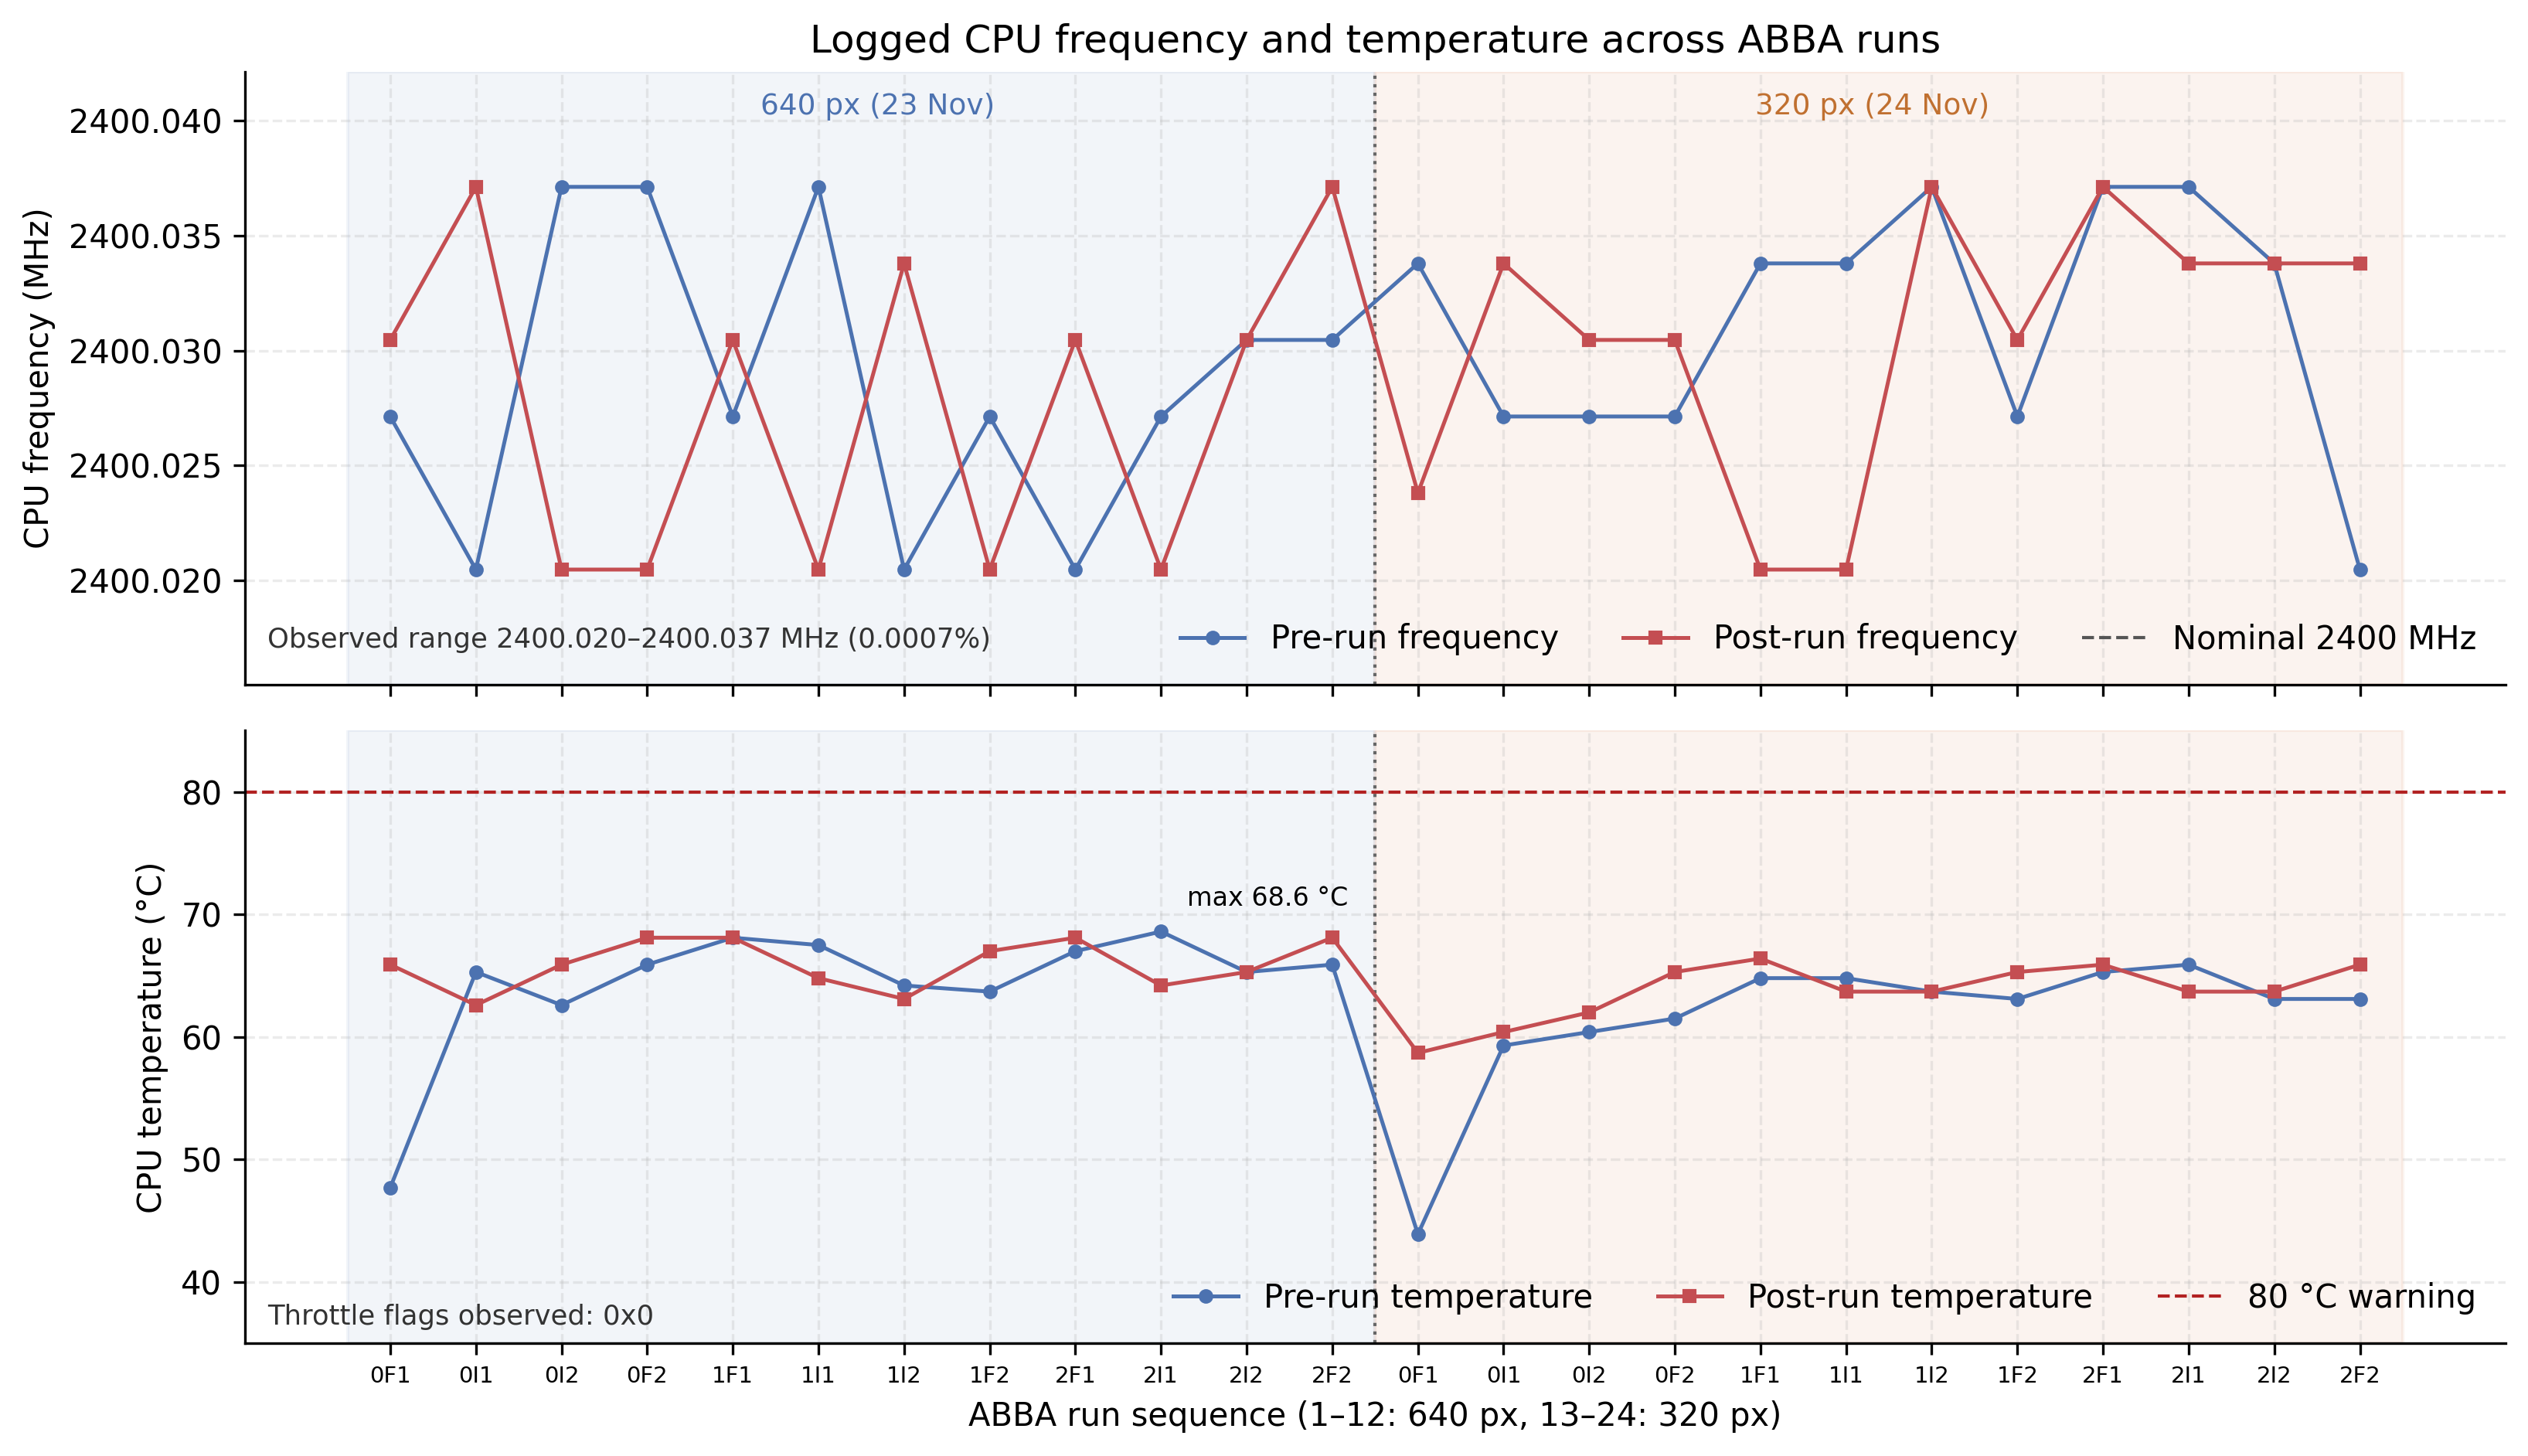 Logged CPU frequency and temperature across ABBA runs
640 px (23 Nov)
320 px (24 Nov)
CPU frequency (MHz)
2400.040
2400.035
2400.030
2400.025
2400.020
Observed range 2400.020–2400.037 MHz (0.0007%)
Pre-run frequency
Post-run frequency
Nominal 2400 MHz
CPU temperature (°C)
80
70
60
50
40
max 68.6 °C
Throttle flags observed: 0x0
Pre-run temperature
Post-run temperature
80 °C warning
0F1 0I1 0I2 0F2 1F1 1I1 1I2 1F2 2F1 2I1 2I2 2F2 0F1 0I1 0I2 0F2 1F1 1I1 1I2 1F2 2F1 2I1 2I2 2F2
ABBA run sequence (1–12: 640 px, 13–24: 320 px)